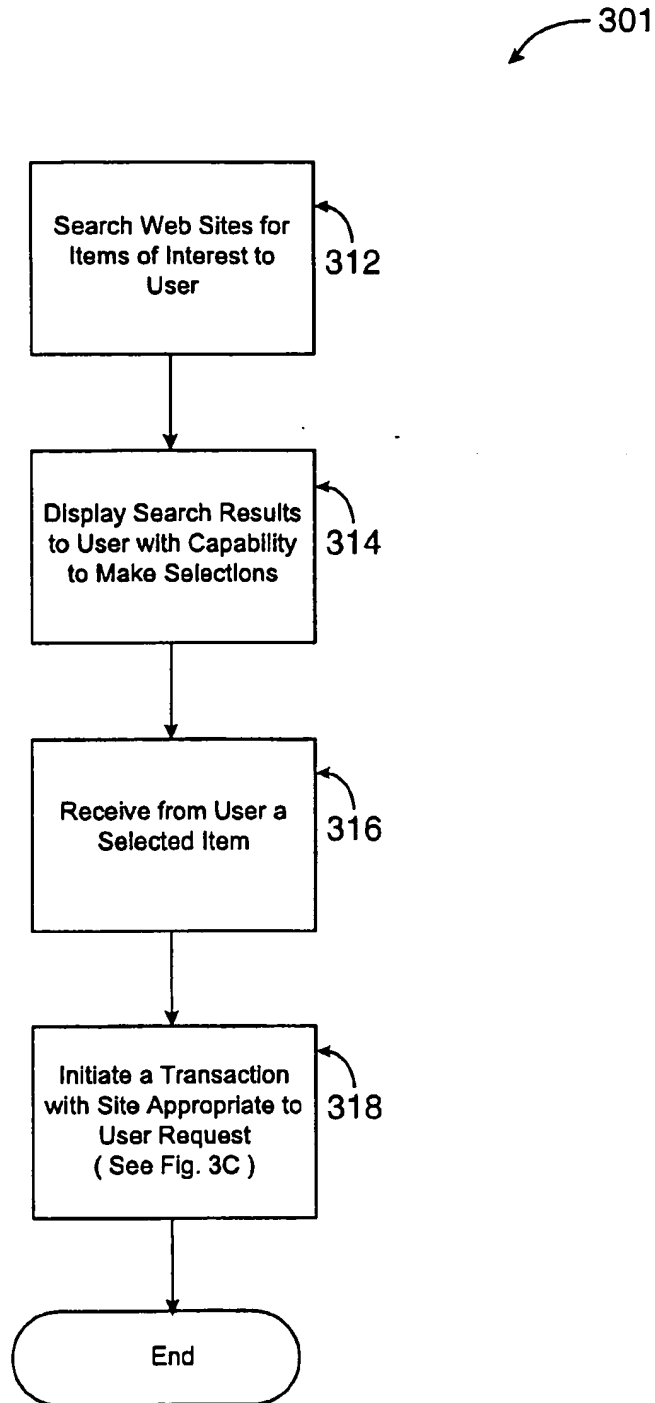 301
Search Web Sites for
Items of Interest to
User
312
Display Search Results
to User with Capability
to Make Selections
314
Receive from User a
Selected Item
316
Initiate a Transaction
with Site Appropriate to
User Request
( See Fig. 3C )
318
End